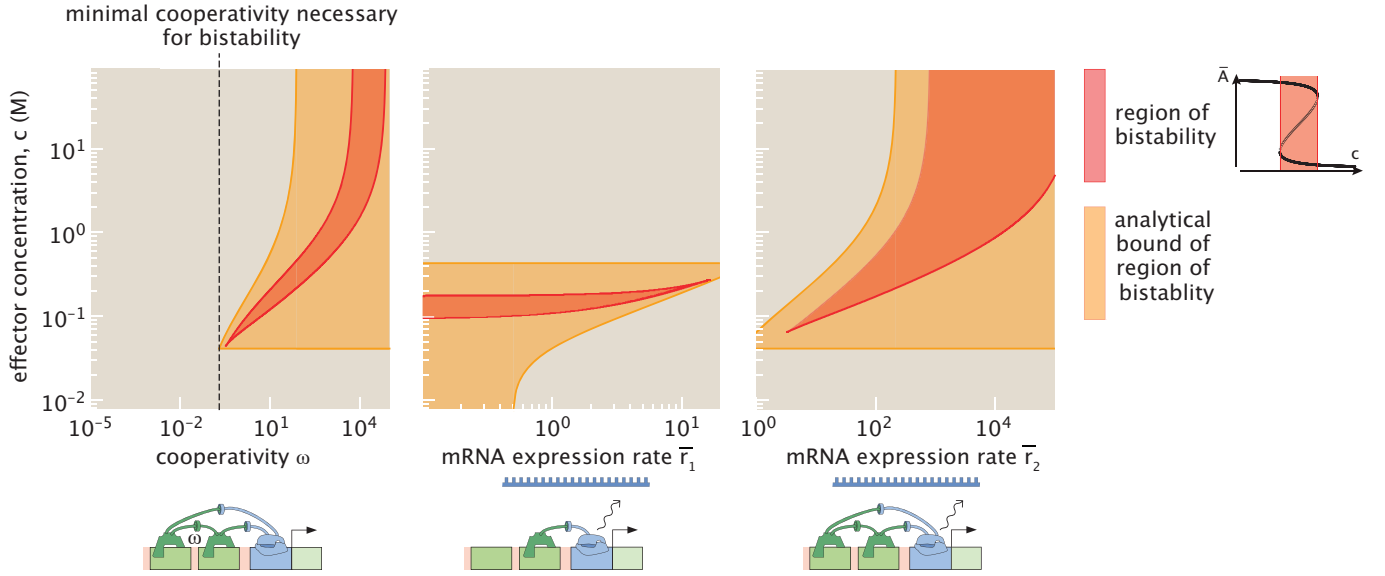 minimal cooperativity necessary
for bistability
effector concentration, c (M)
10¹
10⁰
10⁻¹
10⁻²
10⁻⁵
10⁻²
10¹
10⁴
cooperativity ω
ω
10⁰
10¹
mRNA expression rate r̅₁
10⁰
10²
10⁴
mRNA expression rate r̅₂
region of
bistability
analytical
bound of
region of
bistablity
A̅
c